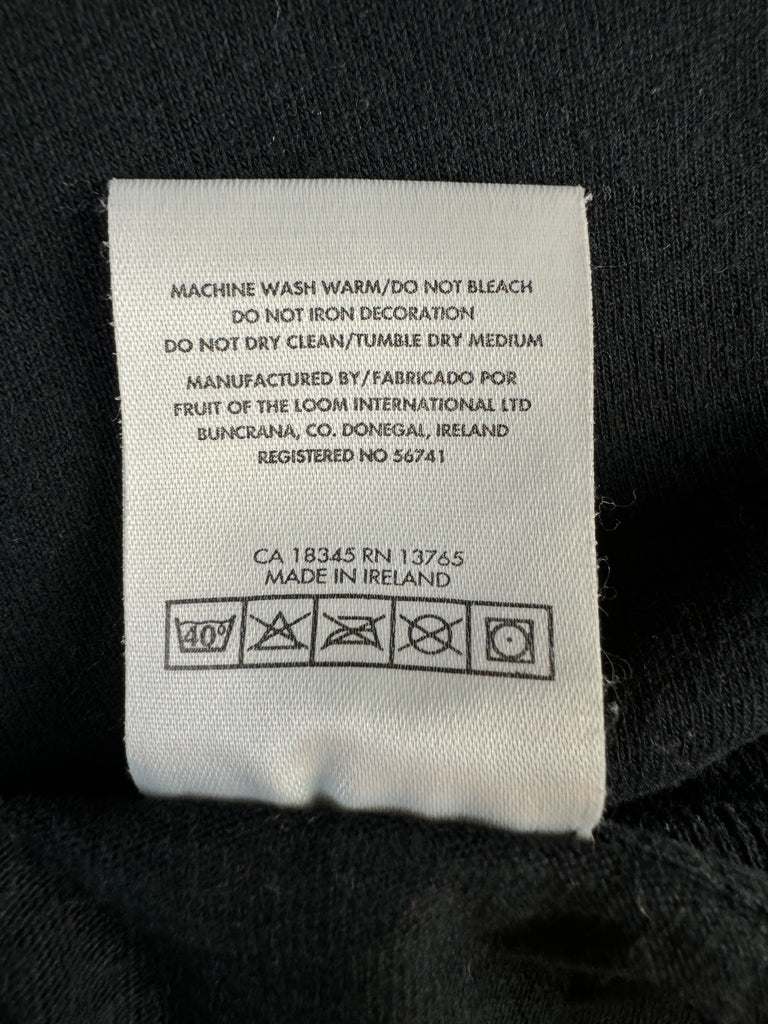 MACHINE WASH WARM/DO NOT BLEACH
DO NOT IRON DECORATION
DO NOT DRY CLEAN/TUMBLE DRY MEDIUM
MANUFACTURED BY/FABRICADO POR
FRUIT OF THE LOOM INTERNATIONAL LTD
BUNCRANA, CO. DONEGAL, IRELAND
REGISTERED NO 56741
CA 18345 RN 13765
MADE IN IRELAND
40°